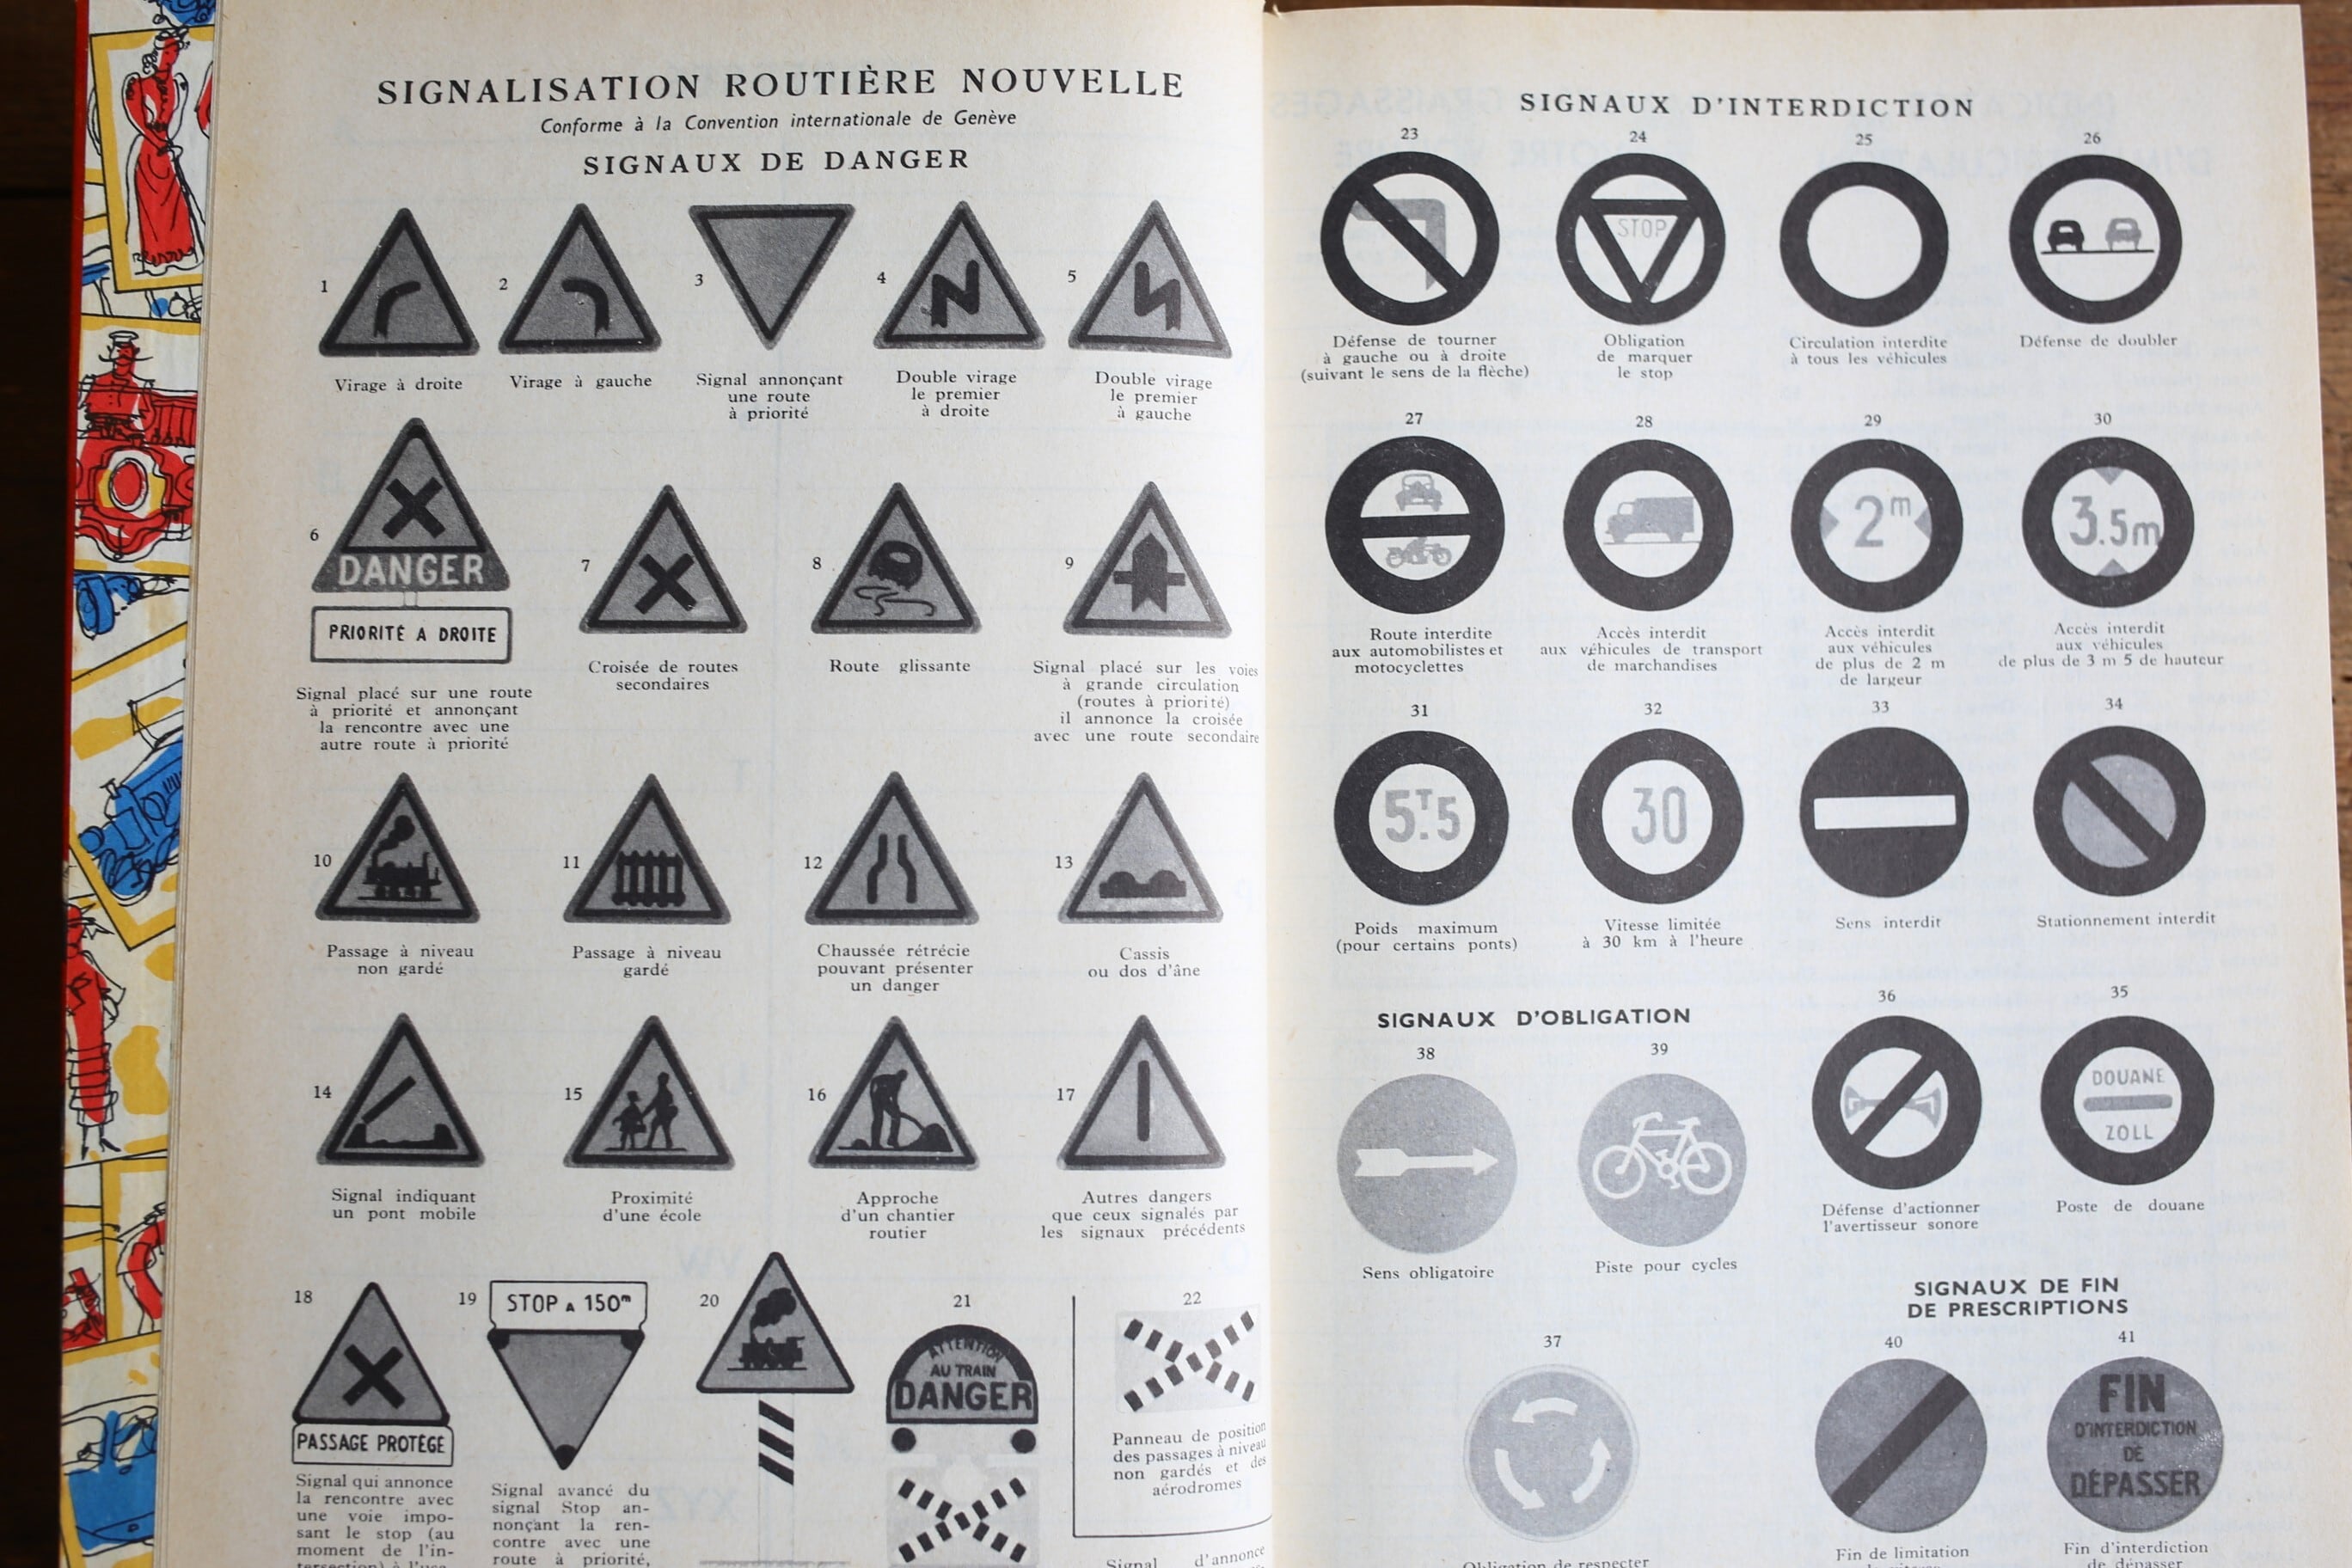 SIGNALISATION ROUTIÈRE NOUVELLE
Conforme à la Convention internationale de Genève
SIGNAUX DE DANGER
1
Virage à droite
2
Virage à gauche
3
Signal annonçant
une route
à priorité
4
Double virage
le premier
à droite
5
Double virage
le premier
à gauche
6
DANGER
PRIORITÉ A DROITE
Signal placé sur une route
à priorité et annonçant
la rencontre avec une
autre route à priorité
7
Croisée de routes
secondaires
8
Route glissante
9
Signal placé sur les voies
à grande circulation
(routes à priorité)
il annonce la croisée
avec une route secondaire
10
Passage à niveau
non gardé
11
Passage à niveau
gardé
12
Chaussée rétrécie
pouvant présenter
un danger
13
Cassis
ou dos d'âne
14
Signal indiquant
un pont mobile
15
Proximité
d'une école
16
Approche
d'un chantier
routier
17
Autres dangers
que ceux signalés par
les signaux précédents
18
PASSAGE PROTÉGÉ
Signal qui annonce
la rencontre avec
une voie impo-
sant le stop (au
moment de l'in-
19
STOP A 150m
Signal avancé du
signal Stop an-
nonçant la ren-
contre avec une
route à priorité,
20
21
ATTENTION
AU TRAIN
DANGER
22
Panneau de position
des passages à niveau
non gardés et des
aérodromes
Signal d'annonce
SIGNAUX D'INTERDICTION
23
Défense de tourner
à gauche ou à droite
(suivant le sens de la flèche)
24
STOP
Obligation
de marquer
le stop
25
Circulation interdite
à tous les véhicules
26
Défense de doubler
27
Route interdite
aux automobilistes et
motocyclettes
28
Accès interdit
aux véhicules de transport
de marchandises
29
2m
Accès interdit
aux véhicules
de plus de 2 m
de largeur
30
3.5m
Accès interdit
aux véhicules
de plus de 3 m 5 de hauteur
31
5T.5
Poids maximum
(pour certains ponts)
32
30
Vitesse limitée
à 30 km à l'heure
33
Sens interdit
34
Stationnement interdit
SIGNAUX D'OBLIGATION
38
Sens obligatoire
39
Piste pour cycles
36
Défense d'actionner
l'avertisseur sonore
35
DOUANE
ZOLL
Poste de douane
37
Obligation de respecter
SIGNAUX DE FIN
DE PRESCRIPTIONS
40
Fin de limitation
41
FIN
D'INTERDICTION
DE
DÉPASSER
Fin d'interdiction
de dépasser